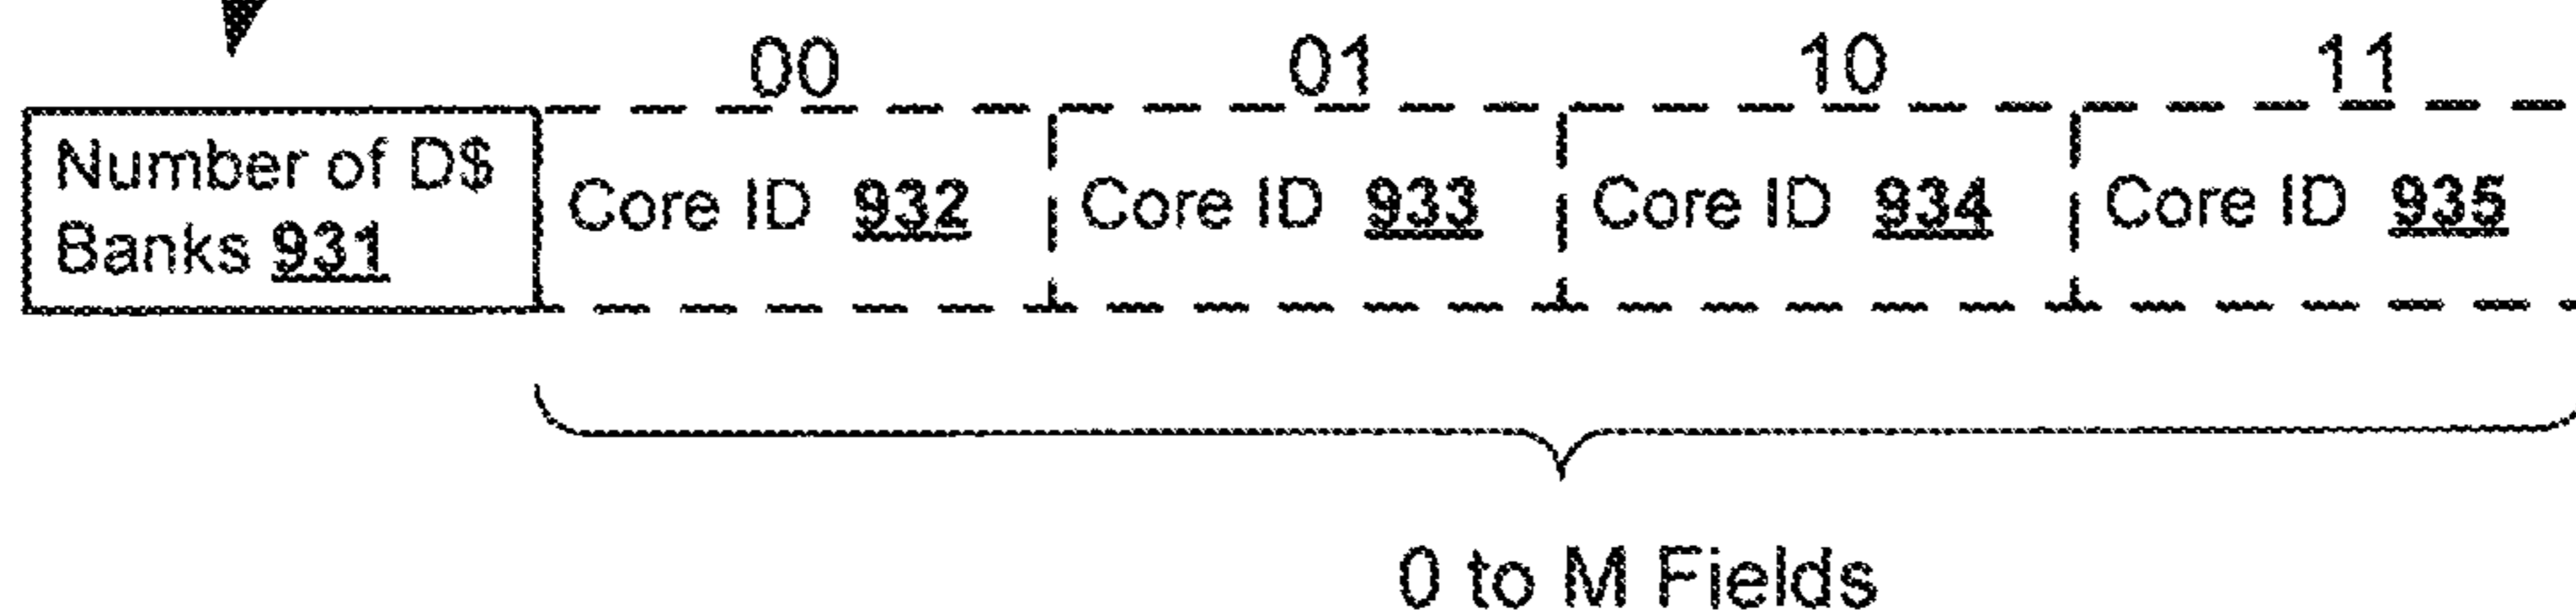 00 01 10 11
Number of D$
Banks 931
Core ID 932
Core ID 933
Core ID 934
Core ID 935
0 to M Fields